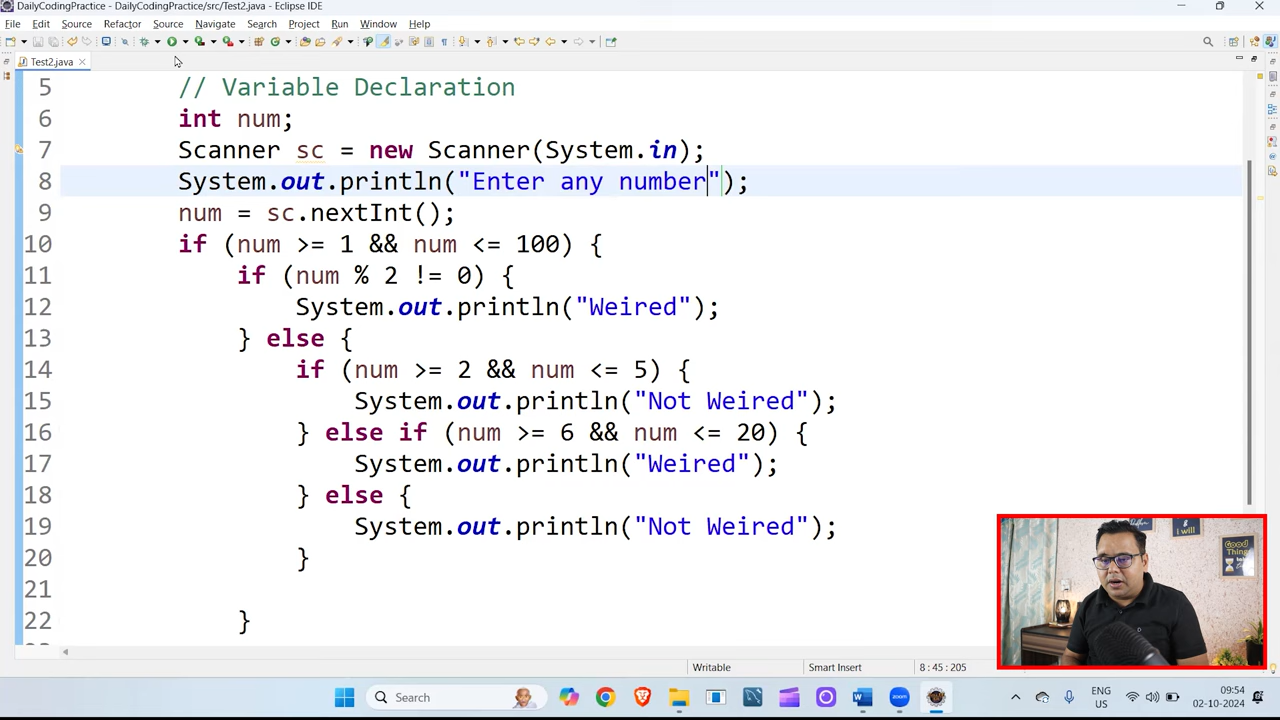 DailyCodingPractice - DailyCodingPractice/src/Test2.java - Eclipse IDE
File Edit Source Refactor Source Navigate Search Project Run Window Help
Test2.java
5 // Variable Declaration
6 int num;
7 Scanner sc = new Scanner(System.in);
8 System.out.println("Enter any number");
9 num = sc.nextInt();
10 if (num >= 1 && num <= 100) {
11 if (num % 2 != 0) {
12 System.out.println("Weired");
13 } else {
14 if (num >= 2 && num <= 5) {
15 System.out.println("Not Weired");
16 } else if (num >= 6 && num <= 20) {
17 System.out.println("Weired");
18 } else {
19 System.out.println("Not Weired");
20 }
21
22 }
I will
Good
Thing
Writable Smart Insert 8 : 45 : 205
Search
ENG
US
09:54
02-10-2024